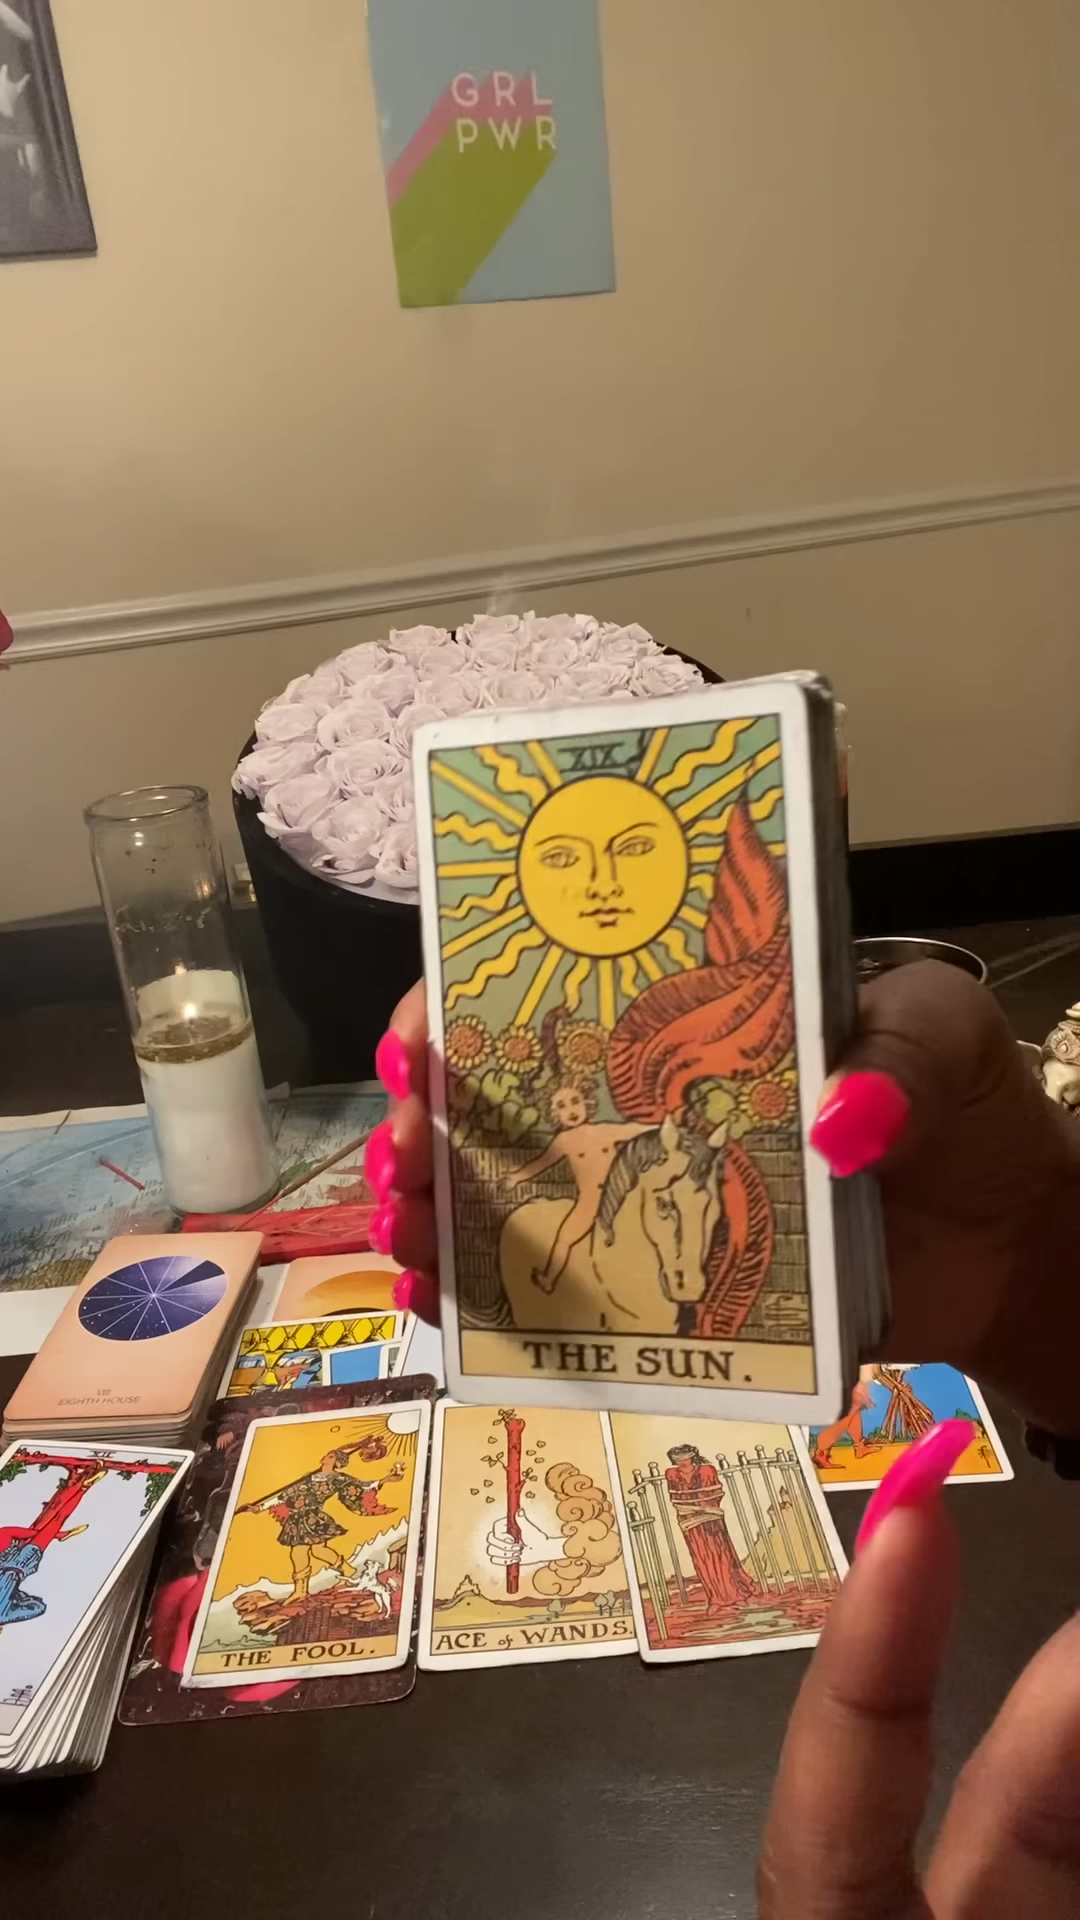 GRL
PWR
XIX
THE SUN.
VIII
EIGHTH HOUSE
XII
THE FOOL.
ACE of WANDS.